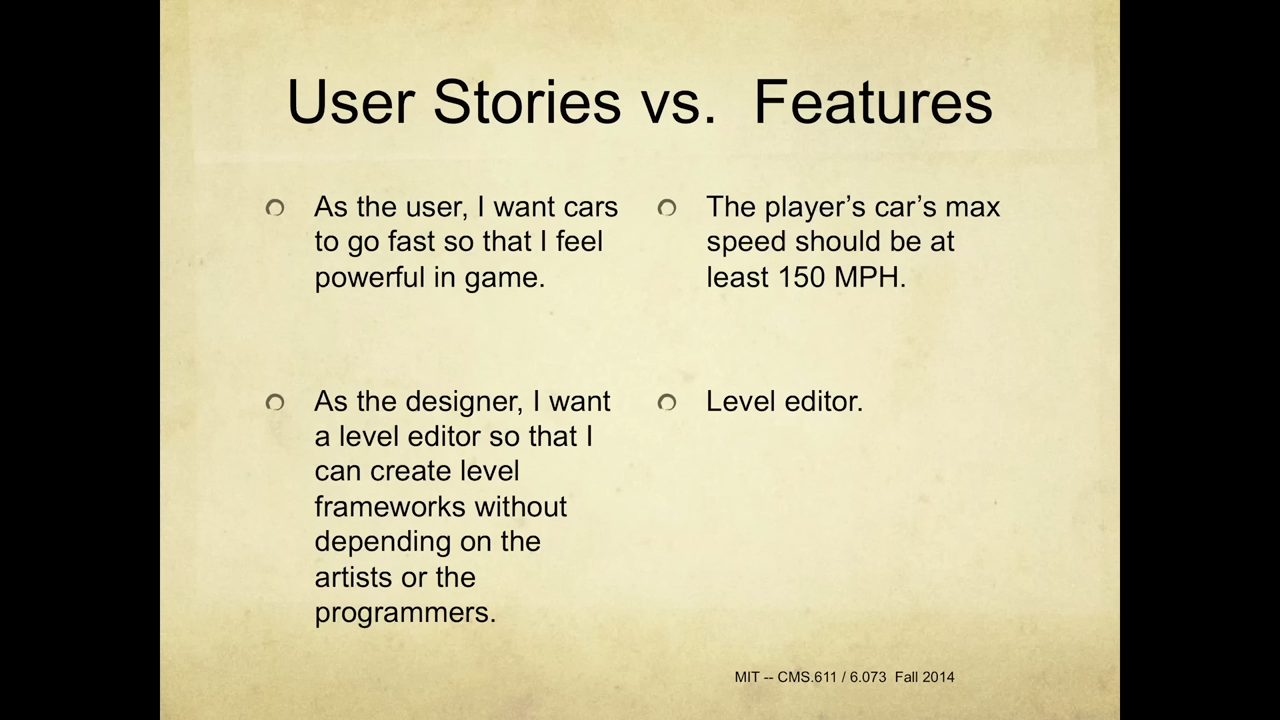 User Stories vs.  Features
As the user, I want cars
to go fast so that I feel
powerful in game.
The player’s car’s max
speed should be at
least 150 MPH.
As the designer, I want
a level editor so that I
can create level
frameworks without
depending on the
artists or the
programmers.
Level editor.
MIT -- CMS.611 / 6.073  Fall 2014